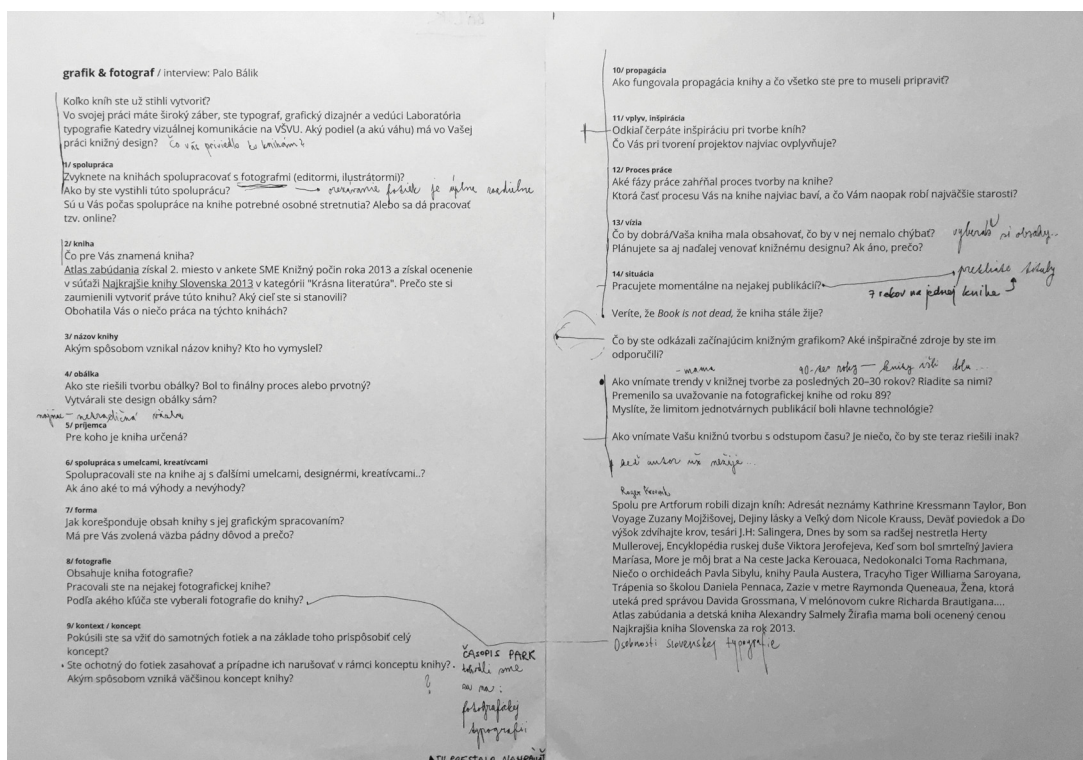 grafik & fotograf / interview: Palo Bálik
Koľko kníh ste už stihli vytvoriť?
Vo svojej práci máte široký záber, ste typograf, grafický dizajnér a vedúci Laboratória
typografie Katedry vizuálnej komunikácie na VŠVU. Aký podiel (a akú váhu) má vo Vašej
práci knižný design? Čo vás priviedlo ku knihám?
1/ spolupráca
Zvyknete na knihách spolupracovať s fotografmi (editormi, ilustrátormi)?
Ako by ste vystihli túto spoluprácu? fotiek je úplne
Sú u Vás počas spolupráce na knihe potrebné osobné stretnutia? Alebo sa dá pracovať
tzv. online?
2/ kniha
Čo pre Vás znamená kniha?
Atlas zabúdania získal 2. miesto v ankete SME Knižný počin roka 2013 a získal ocenenie
v súťaži Najkrajšie knihy Slovenska 2013 v kategórii "Krásna literatúra". Prečo ste si
zaumienili vytvoriť práve túto knihu? Aký cieľ ste si stanovili?
Obohatila Vás o niečo práca na týchto knihách?
3/ názov knihy
Akým spôsobom vznikal názov knihy? Kto ho vymyslel?
4/ obálka
Ako ste riešili tvorbu obálky? Bol to finálny proces alebo prvotný?
Vytvárali ste design obálky sám?
5/ príjemca
Pre koho je kniha určená?
6/ spolupráca s umelcami, kreatívcami
Spolupracovali ste na knihe aj s ďalšími umelcami, designérmi, kreatívcami..?
Ak áno aké to má výhody a nevýhody?
7/ forma
Jak korešponduje obsah knihy s jej grafickým spracovaním?
Má pre Vás zvolená väzba pádny dôvod a prečo?
8/ fotografie
Obsahuje kniha fotografie?
Pracovali ste na nejakej fotografickej knihe?
Podľa akého kľúča ste vyberali fotografie do knihy?
9/ kontext / koncept
Pokúsili ste sa vžiť do samotných fotiek a na základe toho prispôsobiť celý
koncept?
Ste ochotný do fotiek zasahovať a prípadne ich narušovať v rámci konceptu knihy?
Akým spôsobom vzniká väčšinou koncept knihy?
?
ČASOPIS PARK
sme
fotografiky
typografii
10/ propagácia
Ako fungovala propagácia knihy a čo všetko ste pre to museli pripraviť?
11/ vplyv, inšpirácia
Odkiaľ čerpáte inšpiráciu pri tvorbe kníh?
Čo Vás pri tvorení projektov najviac ovplyvňuje?
12/ Proces práce
Aké fázy práce zahŕňal proces tvorby na knihe?
Ktorá časť procesu Vás na knihe najviac baví, a čo Vám naopak robí najväčšie starosti?
13/ vízia
Čo by dobrá/Vaša kniha mala obsahovať, čo by v nej nemalo chýbať? vyberáš si obsahy..
Plánujete sa aj naďalej venovať knižnému designu? Ak áno, prečo?
14/ situácia
Pracujete momentálne na nejakej publikácii?
7 rokov na jednej knihe
Veríte, že Book is not dead, že kniha stále žije?
Čo by ste odkázali začínajúcim knižným grafikom? Aké inšpiračné zdroje by ste im
odporučili?
- mama 90-te roky — knihy išli dolu...
Ako vnímate trendy v knižnej tvorbe za posledných 20–30 rokov? Riadite sa nimi?
Premenilo sa uvažovanie na fotografickej knihe od roku 89?
Myslíte, že limitom jednotvárnych publikácií boli hlavne technológie?
Ako vnímate Vašu knižnú tvorbu s odstupom času? Je niečo, čo by ste teraz riešili inak?
keď autor už nežije...
Spolu pre Artforum robili dizajn kníh: Adresát neznámy Kathrine Kressmann Taylor, Bon
Voyage Zuzany Mojžišovej, Dejiny lásky a Veľký dom Nicole Krauss, Deväť poviedok a Do
výšok zdvíhajte krov, tesári J.H: Salingera, Dnes by som sa radšej nestretla Herty
Mullerovej, Encyklopédia ruskej duše Viktora Jerofejeva, Keď som bol smrteľný Javiera
Maríasa, More je môj brat a Na ceste Jacka Kerouaca, Nedokonalci Toma Rachmana,
Niečo o orchideách Pavla Sibylu, knihy Paula Austera, Tracyho Tiger Williama Saroyana,
Trápenia so školou Daniela Pennaca, Zazie v metre Raymonda Queneaua, Žena, ktorá
uteká pred správou Davida Grossmana, V melónovom cukre Richarda Brautigana....
Atlas zabúdania a detská kniha Alexandry Salmely Žirafia mama boli ocenený cenou
Najkrajšia kniha Slovenska za rok 2013.
Osobnosti slovenskej typografie